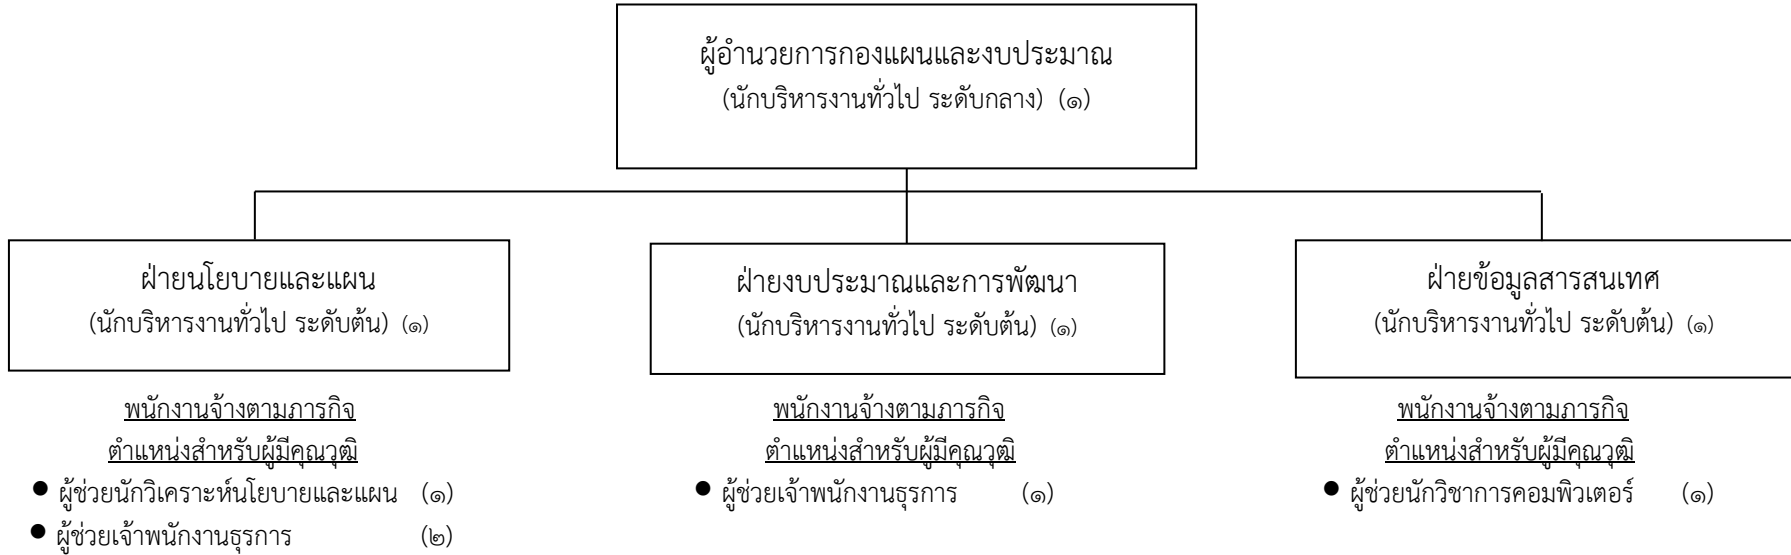 ผู้อำนวยการกองแผนและงบประมาณ
(นักบริหารงานทั่วไป ระดับกลาง) (๑)
ฝ่ายนโยบายและแผน
(นักบริหารงานทั่วไป ระดับต้น) (๑)
พนักงานจ้างตามภารกิจ
ตำแหน่งสำหรับผู้มีคุณวุฒิ
● ผู้ช่วยนักวิเคราะห์นโยบายและแผน (๑)
● ผู้ช่วยเจ้าพนักงานธุรการ (๒)
ฝ่ายงบประมาณและการพัฒนา
(นักบริหารงานทั่วไป ระดับต้น) (๑)
พนักงานจ้างตามภารกิจ
ตำแหน่งสำหรับผู้มีคุณวุฒิ
● ผู้ช่วยเจ้าพนักงานธุรการ (๑)
ฝ่ายข้อมูลสารสนเทศ
(นักบริหารงานทั่วไป ระดับต้น) (๑)
พนักงานจ้างตามภารกิจ
ตำแหน่งสำหรับผู้มีคุณวุฒิ
● ผู้ช่วยนักวิชาการคอมพิวเตอร์ (๑)